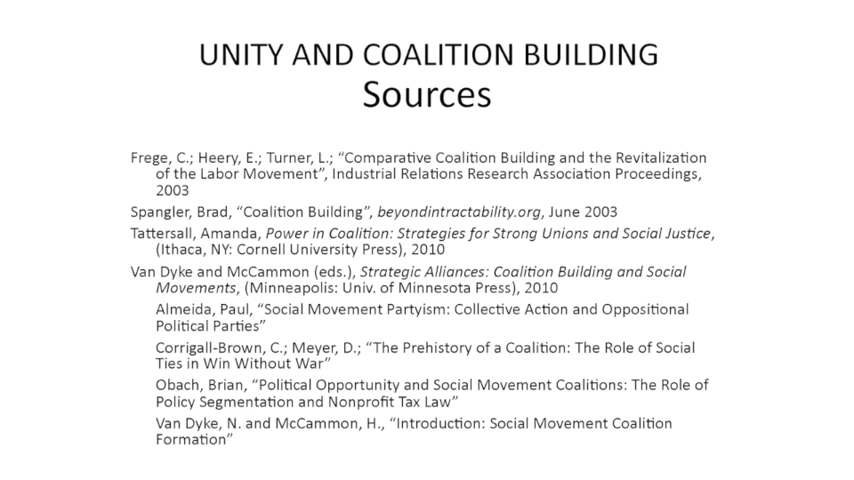 UNITY AND COALITION BUILDING
Sources
Frege, C.; Heery, E.; Turner, L.; “Comparative Coalition Building and the Revitalization
of the Labor Movement”, Industrial Relations Research Association Proceedings,
2003
Spangler, Brad, “Coalition Building”, beyondintractability.org, June 2003
Tattersall, Amanda, Power in Coalition: Strategies for Strong Unions and Social Justice,
(Ithaca, NY: Cornell University Press), 2010
Van Dyke and McCammon (eds.), Strategic Alliances: Coalition Building and Social
Movements, (Minneapolis: Univ. of Minnesota Press), 2010
Almeida, Paul, “Social Movement Partyism: Collective Action and Oppositional
Political Parties”
Corrigall-Brown, C.; Meyer, D.; “The Prehistory of a Coalition: The Role of Social
Ties in Win Without War”
Obach, Brian, “Political Opportunity and Social Movement Coalitions: The Role of
Policy Segmentation and Nonprofit Tax Law”
Van Dyke, N. and McCammon, H., “Introduction: Social Movement Coalition
Formation”